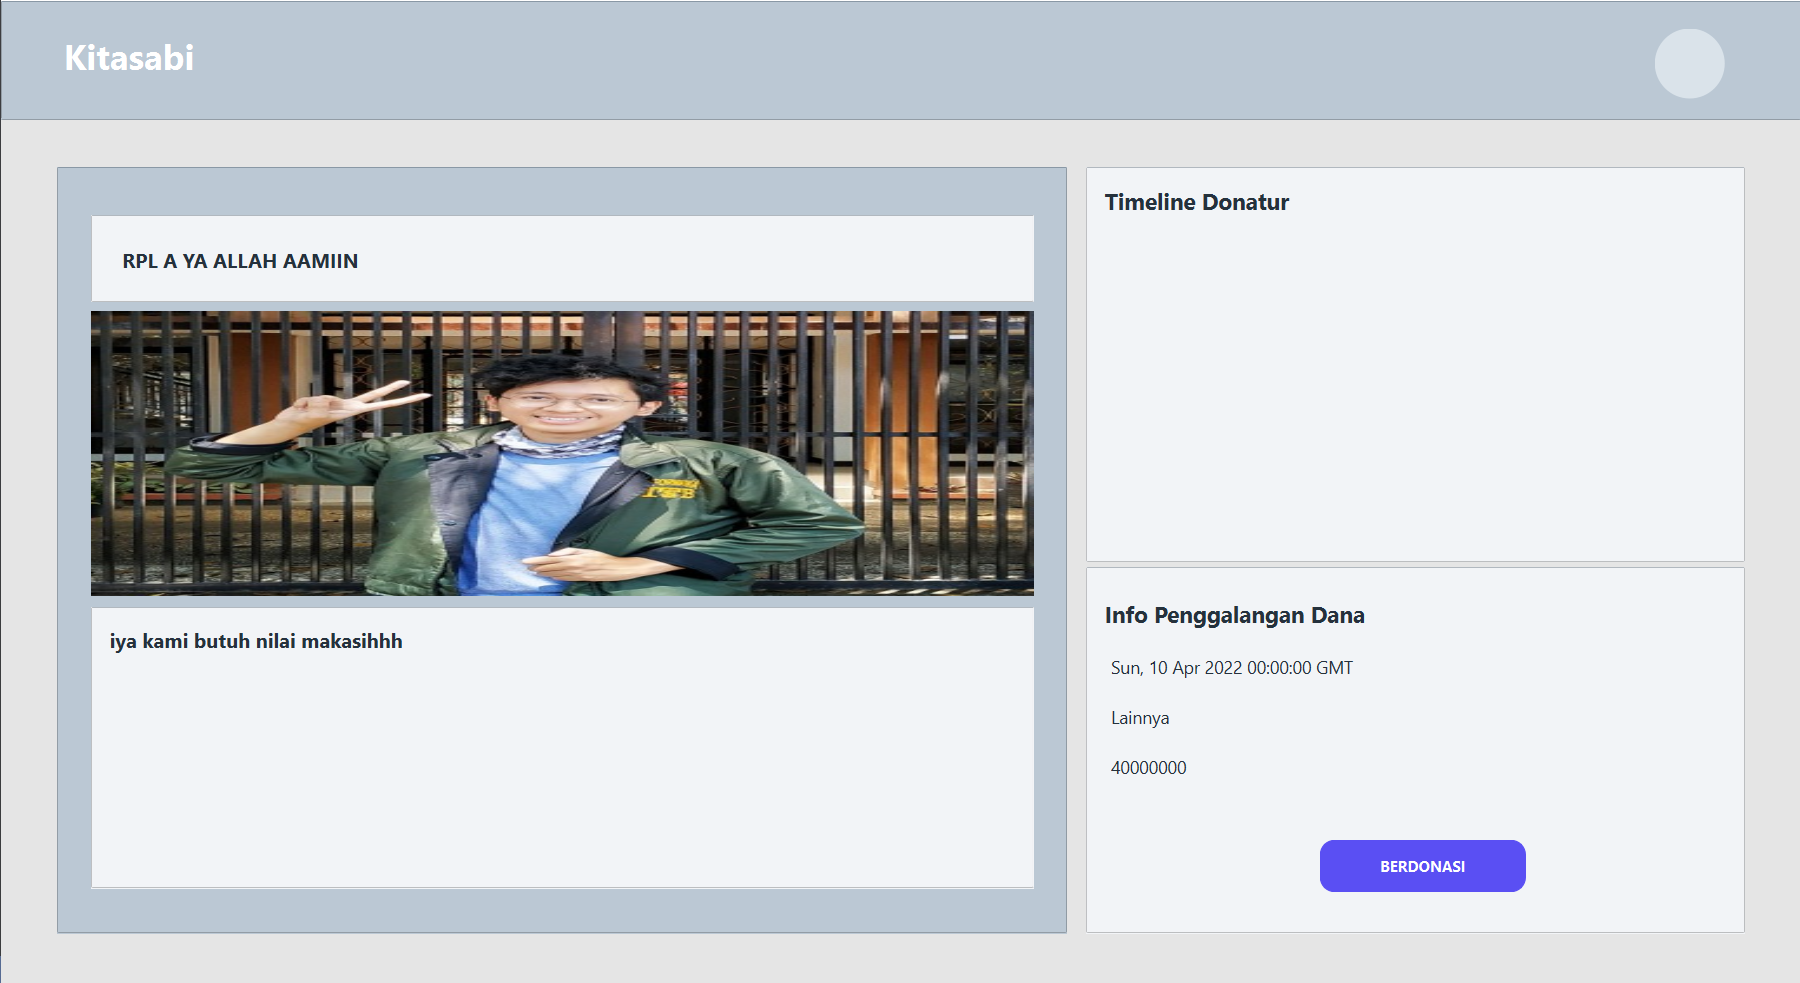 Kitasabi
RPL A YA ALLAH AAMIIN
ITB
iya kami butuh nilai makasihhh
Timeline Donatur
Info Penggalangan Dana
Sun, 10 Apr 2022 00:00:00 GMT
Lainnya
40000000
BERDONASI